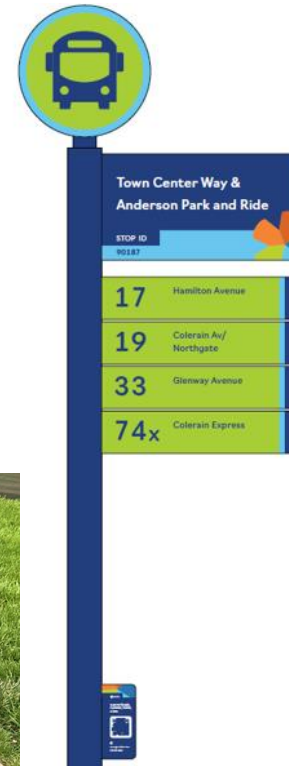 Town Center Way &
Anderson Park and Ride
STOP ID
90187
17 Hamilton Avenue
19 Colerain Av/
Northgate
33 Glenway Avenue
74x Colerain Express